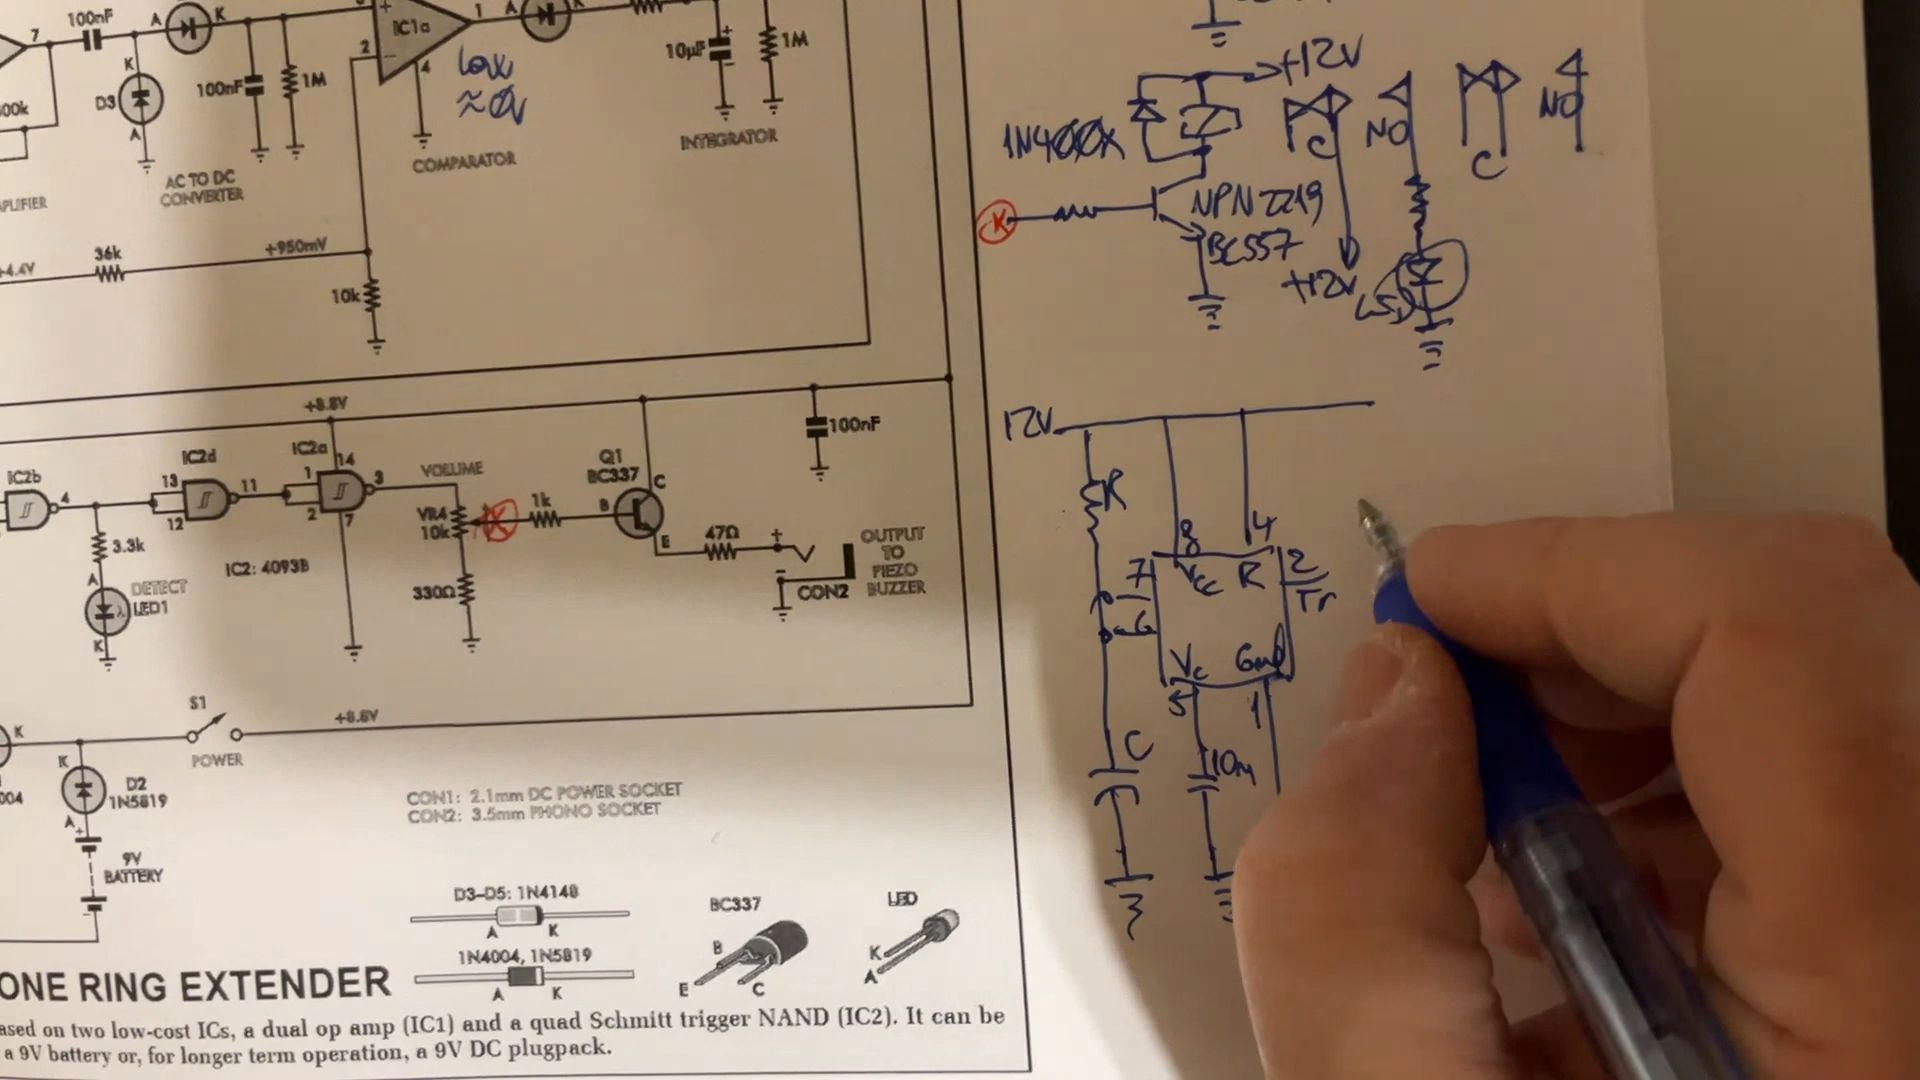 100nF
A
K
7
+
IC1a
1
A
2
−
4
LOW
≈ 0V
K
D3
A
100nF
1M
00k
AC TO DC
CONVERTER
PLIFIER
COMPARATOR
10µF
+
−
1M
INTEGRATOR
+4.4V
36k
+950mV
10k
+12V
1N400X
C
NO
C
NO
K
NPN 2219
BC557
+12V
+8.8V
100nF
IC2b
4
IC2d
13
12
11
IC2a
14
1
2
3
7
VOLUME
VR4
10k
K
1k
Q1
BC337
B
C
E
47Ω
+
−
OUTPUT
TO
PIEZO
BUZZER
CON2
3.3k
A
DETECT
λ LED1
K
IC2: 4093B
330Ω
12V
R
8
4
7
Vcc
R
2
Tr
6
Vc
Gnd
5
1
C
10n
S1
+8.8V
POWER
K
004
K
D2
1N5819
A
+
9V
BATTERY
CON1: 2.1mm DC POWER SOCKET
CON2: 3.5mm PHONO SOCKET
D3–D5: 1N4148
A K
1N4004, 1N5819
A K
BC337
B
E C
LED
K
A
ONE RING EXTENDER
ased on two low-cost ICs, a dual op amp (IC1) and a quad Schmitt trigger NAND (IC2). It can be
a 9V battery or, for longer term operation, a 9V DC plugpack.